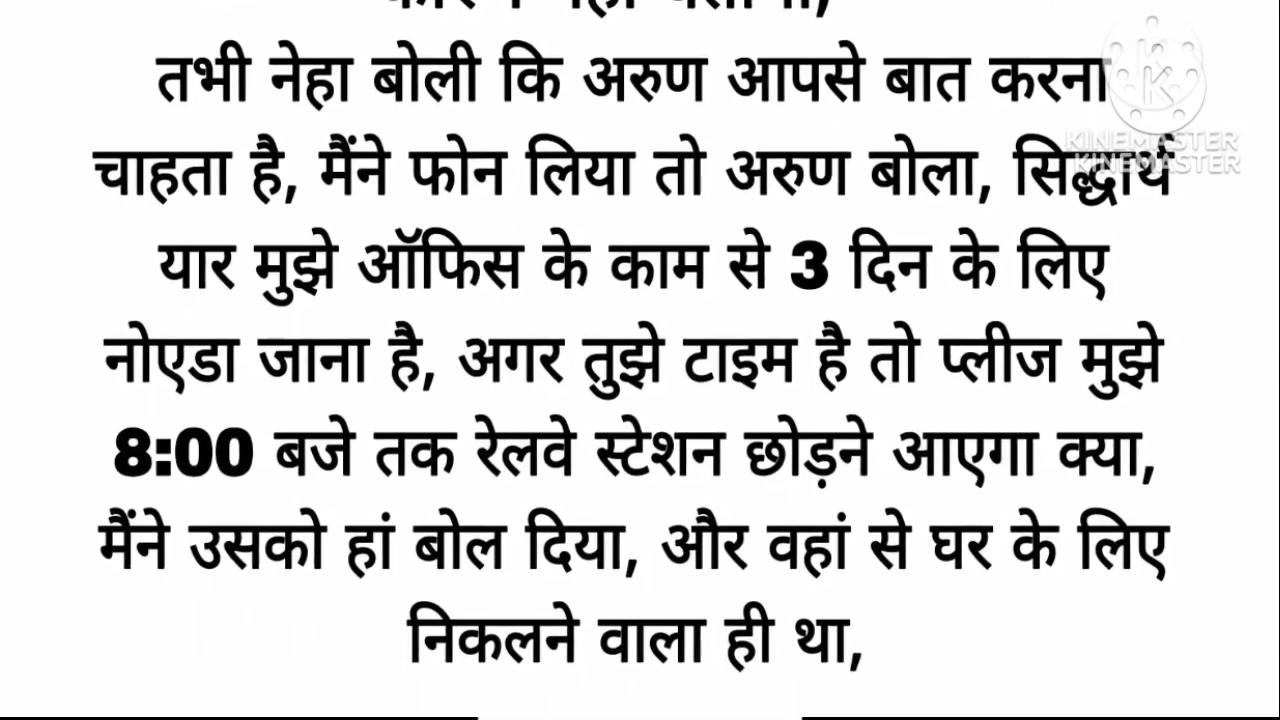 तभी नेहा बोली कि अरुण आपसे बात करना
चाहता है, मैंने फोन लिया तो अरुण बोला, सिद्धार्थ
यार मुझे ऑफिस के काम से 3 दिन के लिए
नोएडा जाना है, अगर तुझे टाइम है तो प्लीज मुझे
8:00 बजे तक रेलवे स्टेशन छोड़ने आएगा क्या,
मैंने उसको हां बोल दिया, और वहां से घर के लिए
निकलने वाला ही था,
K
KINEMASTER
KINEMASTER